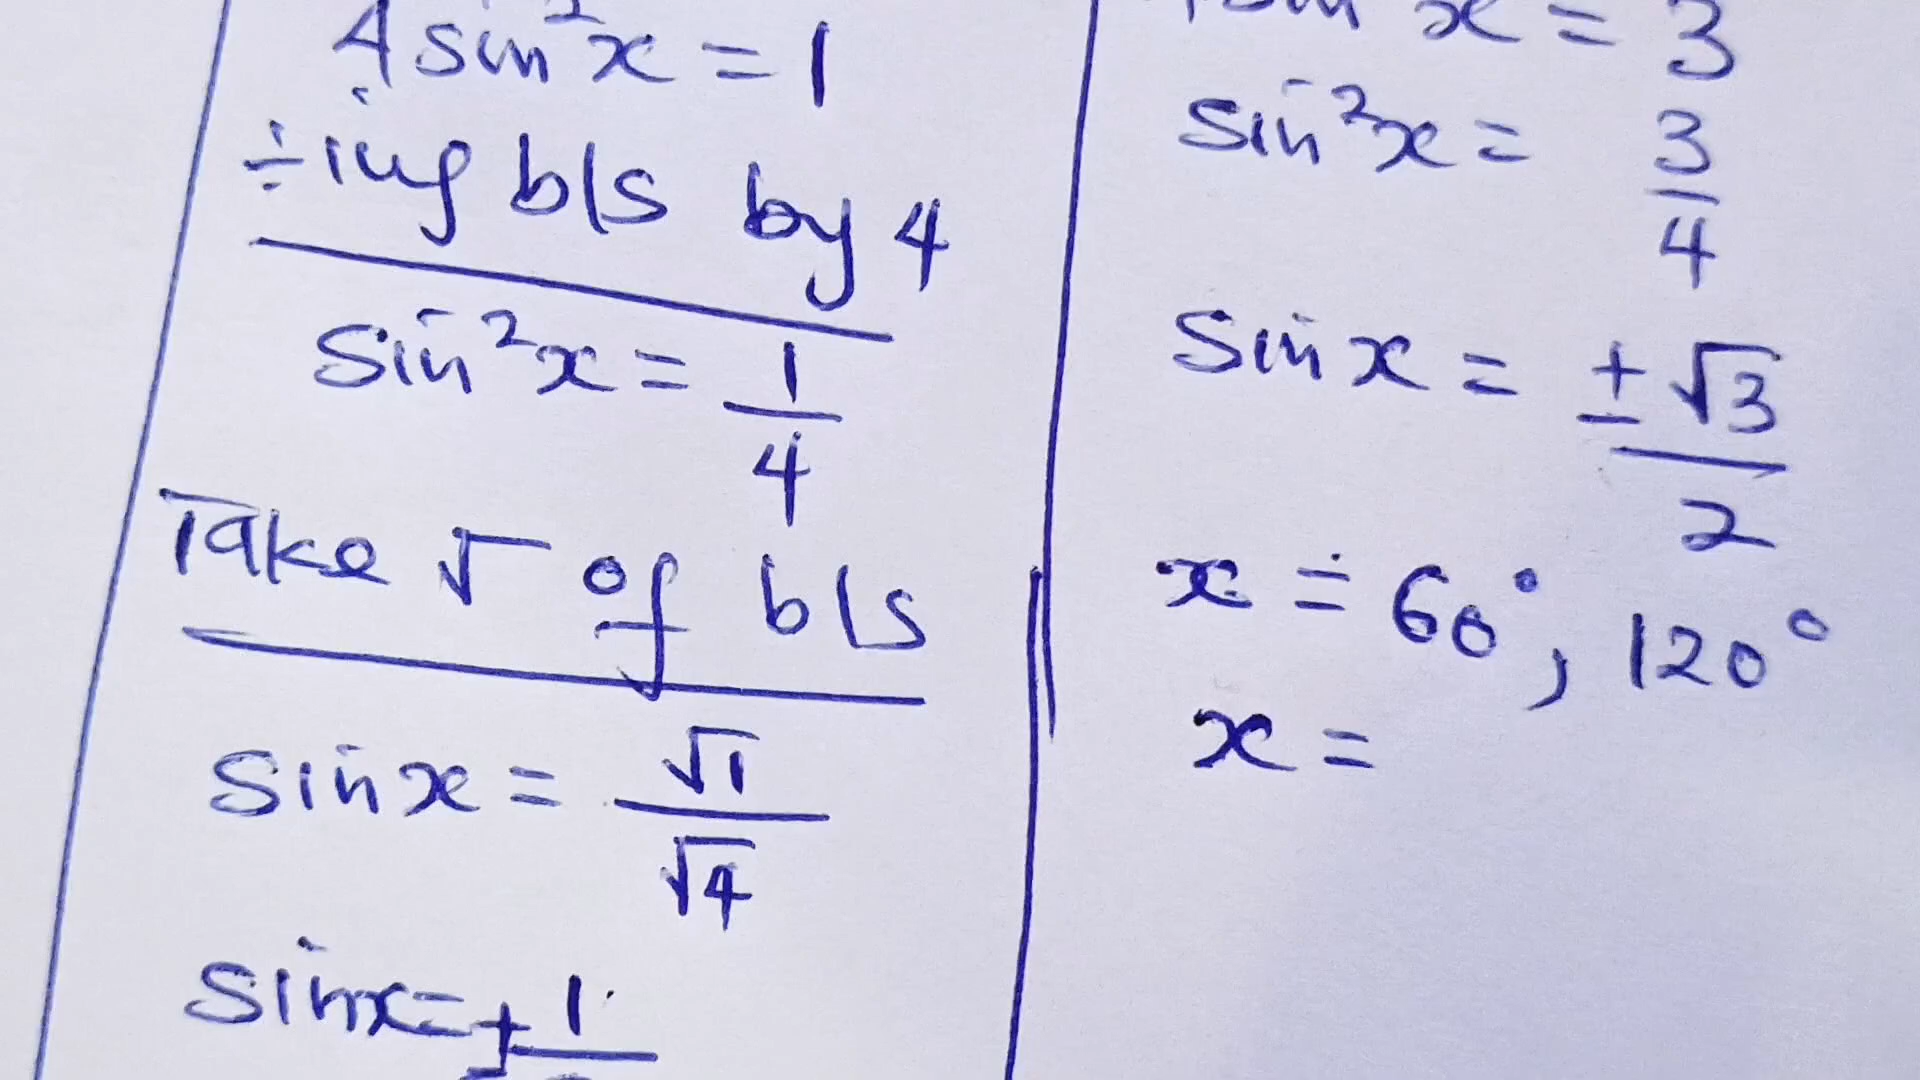 4sin²x = 1
÷ing b/s by 4
Sin²x = 1/4
Take √ of b/s
Sinx = √1/√4
Sinx = ± 1
x = 3
Sin²x = 3/4
Sinx = ±√3/2
x = 60°, 120°
x =